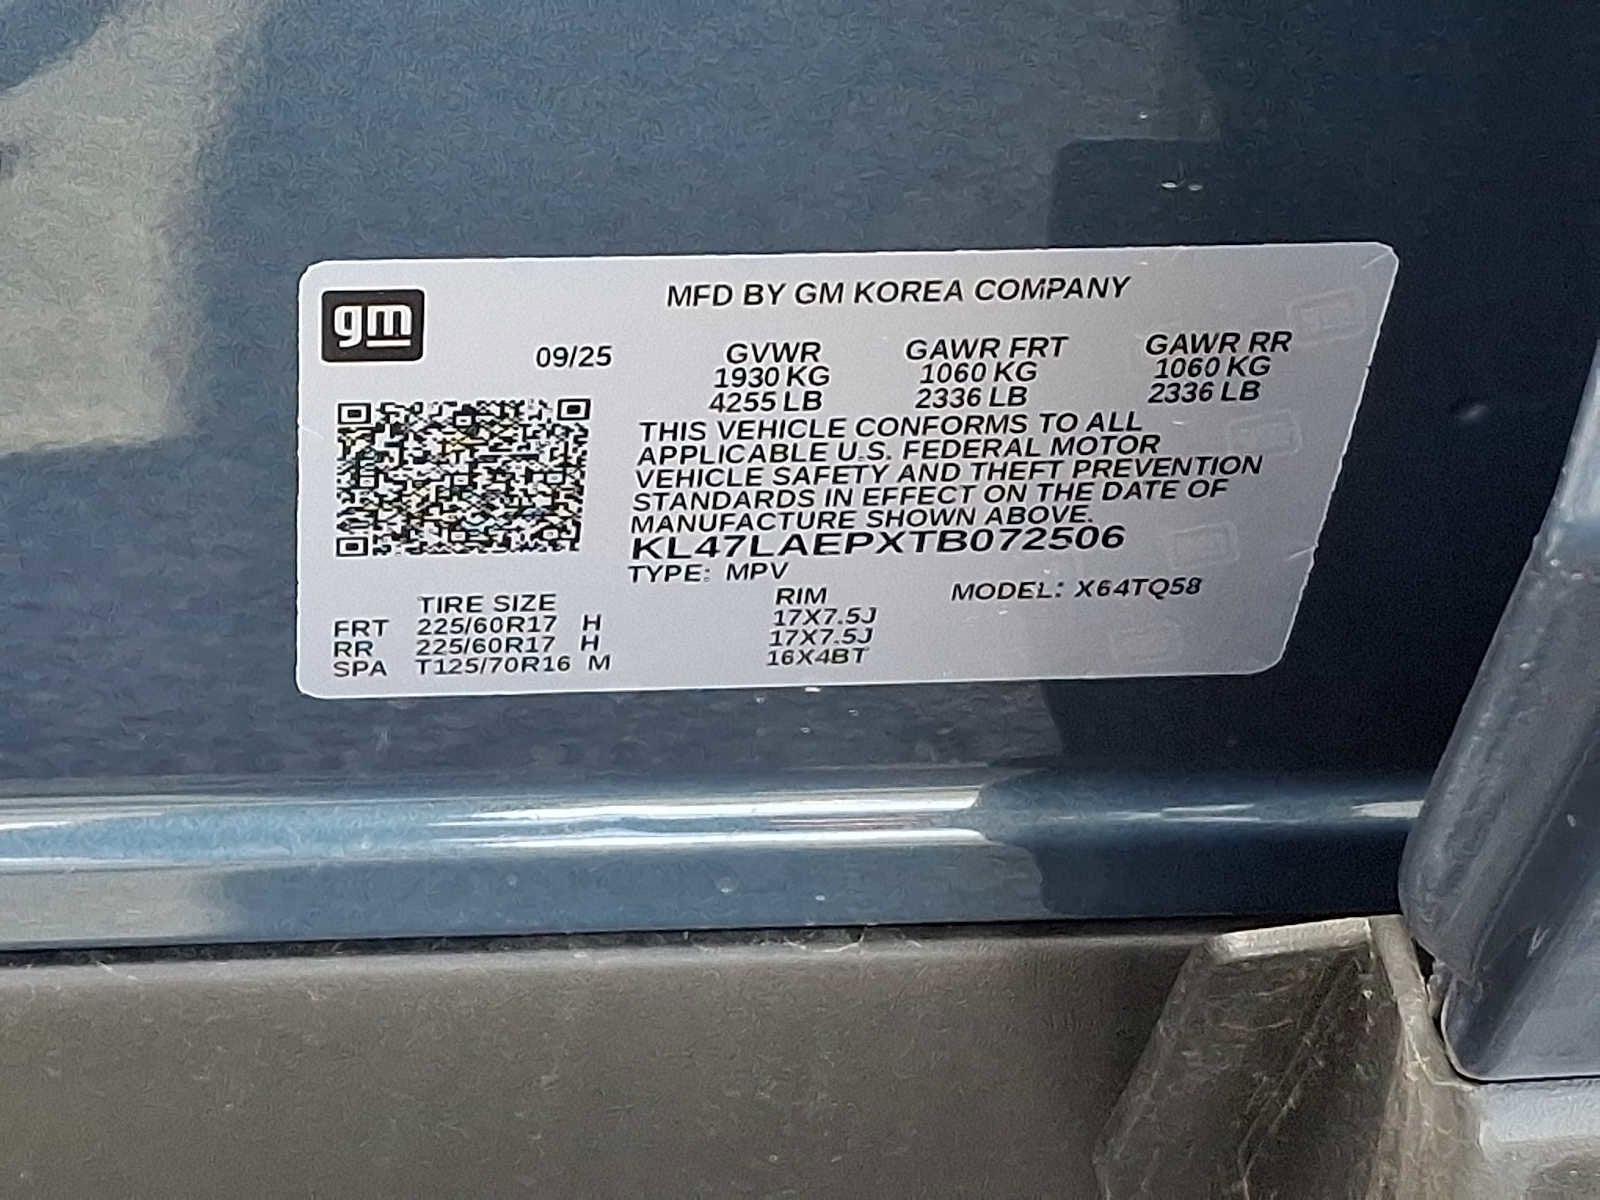 gm
MFD BY GM KOREA COMPANY
09/25 GVWR GAWR FRT GAWR RR
1930 KG 1060 KG 1060 KG
4255 LB 2336 LB 2336 LB
THIS VEHICLE CONFORMS TO ALL
APPLICABLE U.S. FEDERAL MOTOR
VEHICLE SAFETY AND THEFT PREVENTION
STANDARDS IN EFFECT ON THE DATE OF
MANUFACTURE SHOWN ABOVE.
KL47LAEPXTB072506
TYPE: MPV MODEL: X64TQ58
TIRE SIZE RIM
FRT 225/60R17 H 17X7.5J
RR 225/60R17 H 17X7.5J
SPA T125/70R16 M 16X4BT